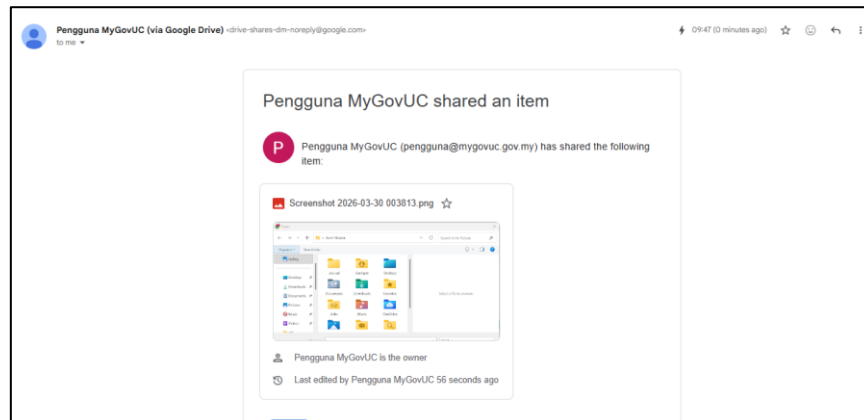 Pengguna MyGovUC (via Google Drive) <drive-shares-dm-noreply@google.com>
09:47 (0 minutes ago)
to me
Pengguna MyGovUC shared an item
P
Pengguna MyGovUC (pengguna@mygovuc.gov.my) has shared the following
item:
Screenshot 2026-03-30 003813.png
Pengguna MyGovUC is the owner
Last edited by Pengguna MyGovUC 56 seconds ago